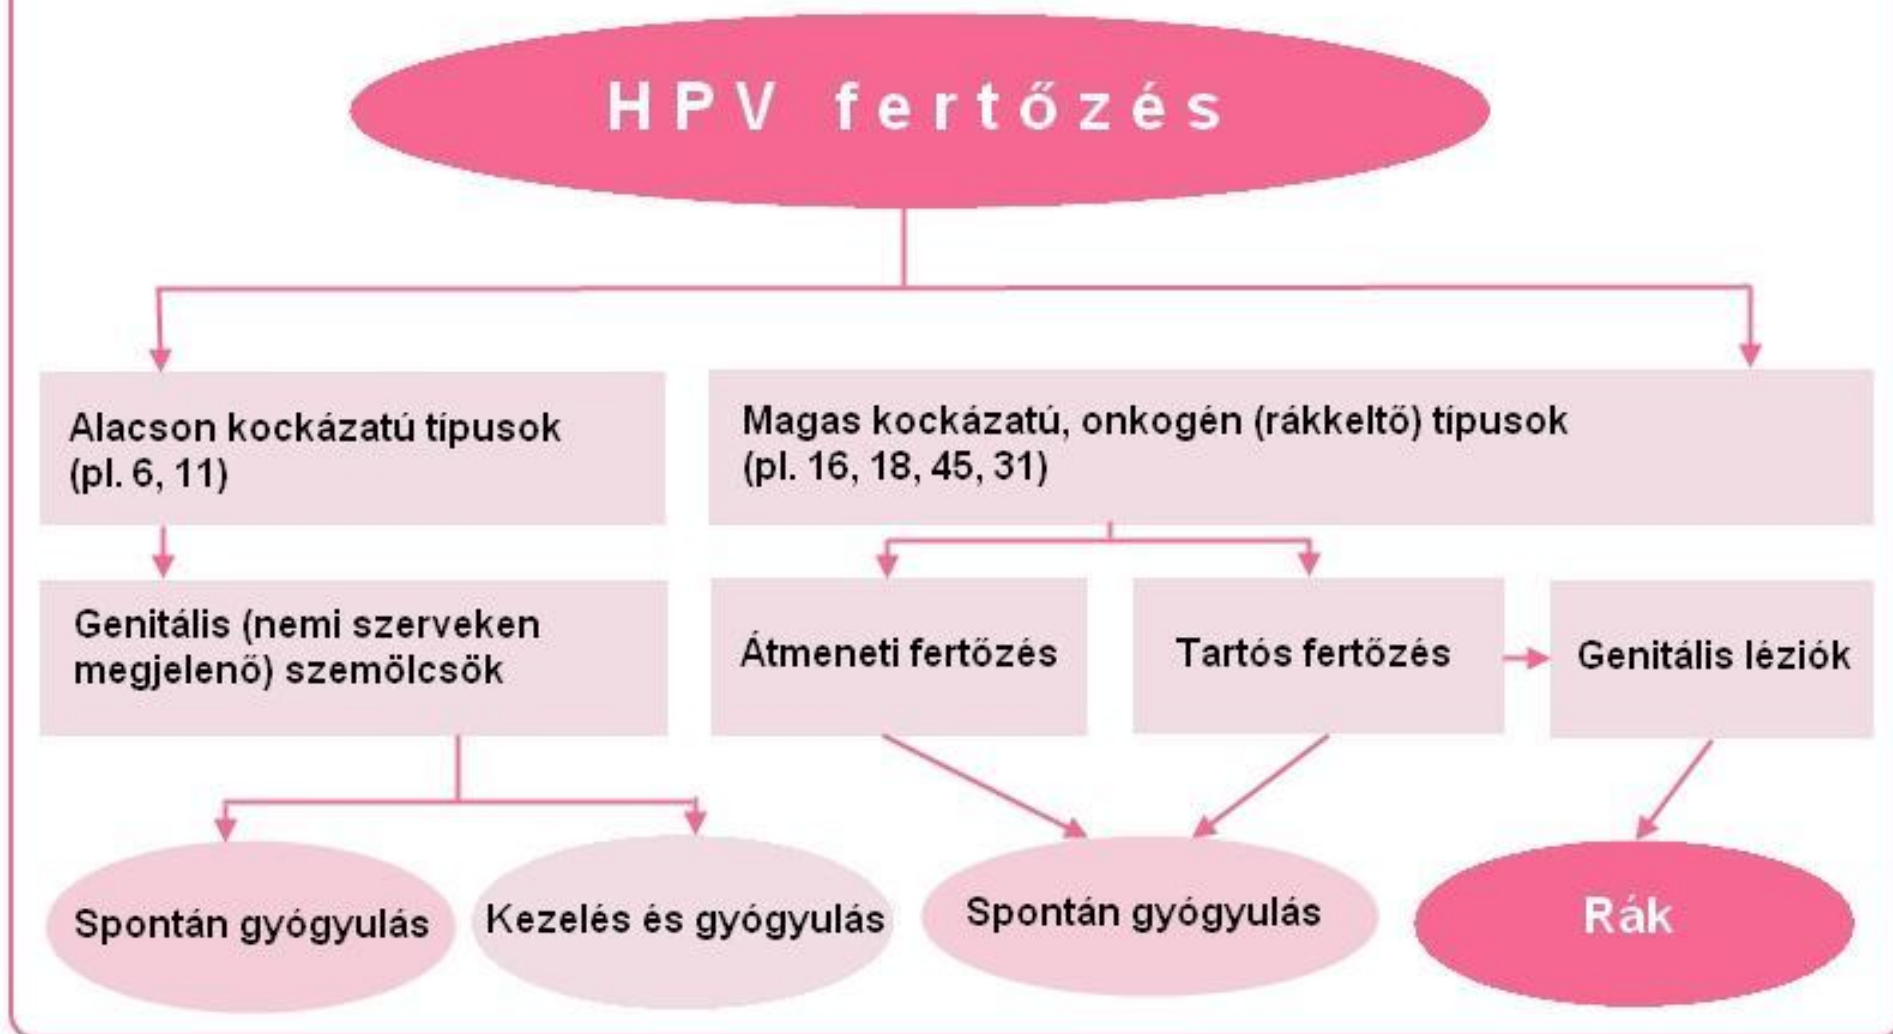 HPV fertőzés
Alacson kockázatú típusok
(pl. 6, 11)
Magas kockázatú, onkogén (rákkeltő) típusok
(pl. 16, 18, 45, 31)
Genitális (nemi szerveken
megjelenő) szemölcsök
Átmeneti fertőzés
Tartós fertőzés
Genitális léziók
Spontán gyógyulás
Kezelés és gyógyulás
Spontán gyógyulás
Rák